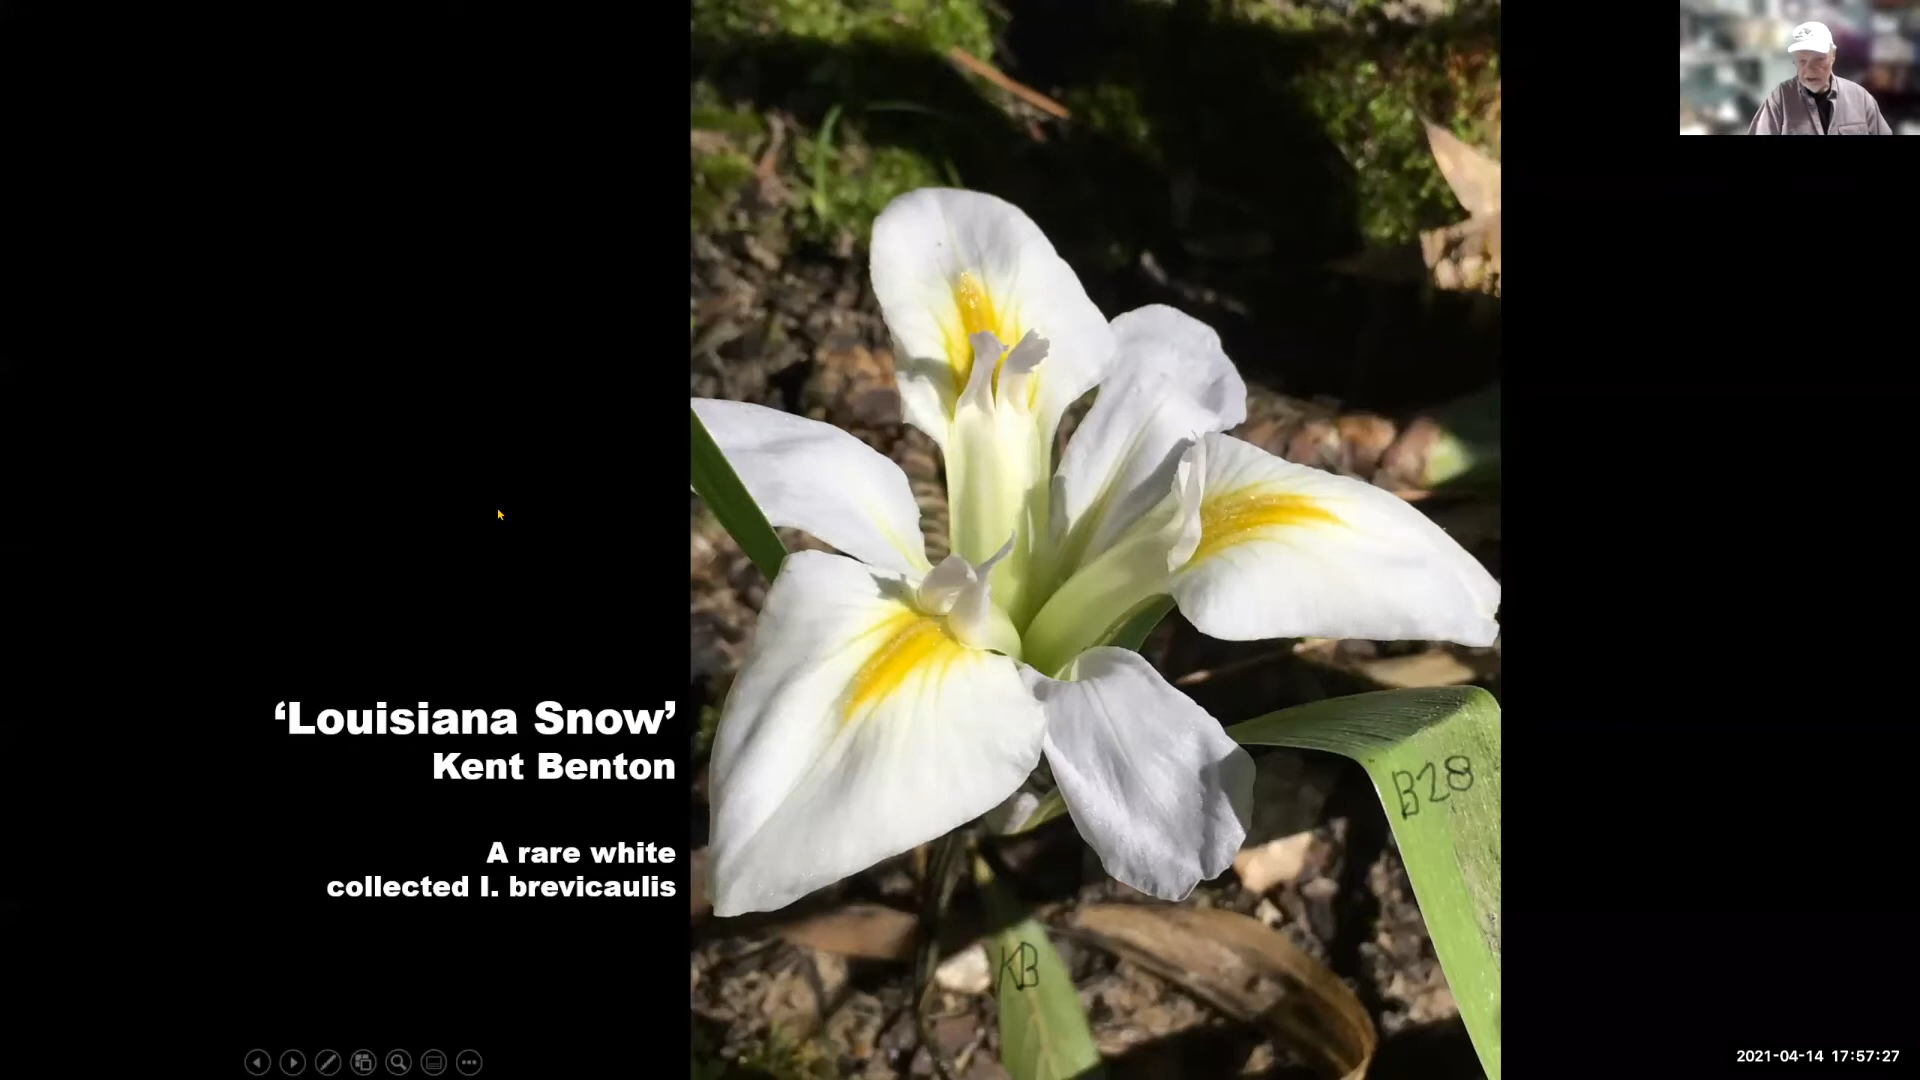 ‘Louisiana Snow’
Kent Benton
A rare white
collected I. brevicaulis
B28
KB
2021-04-14 17:57:27